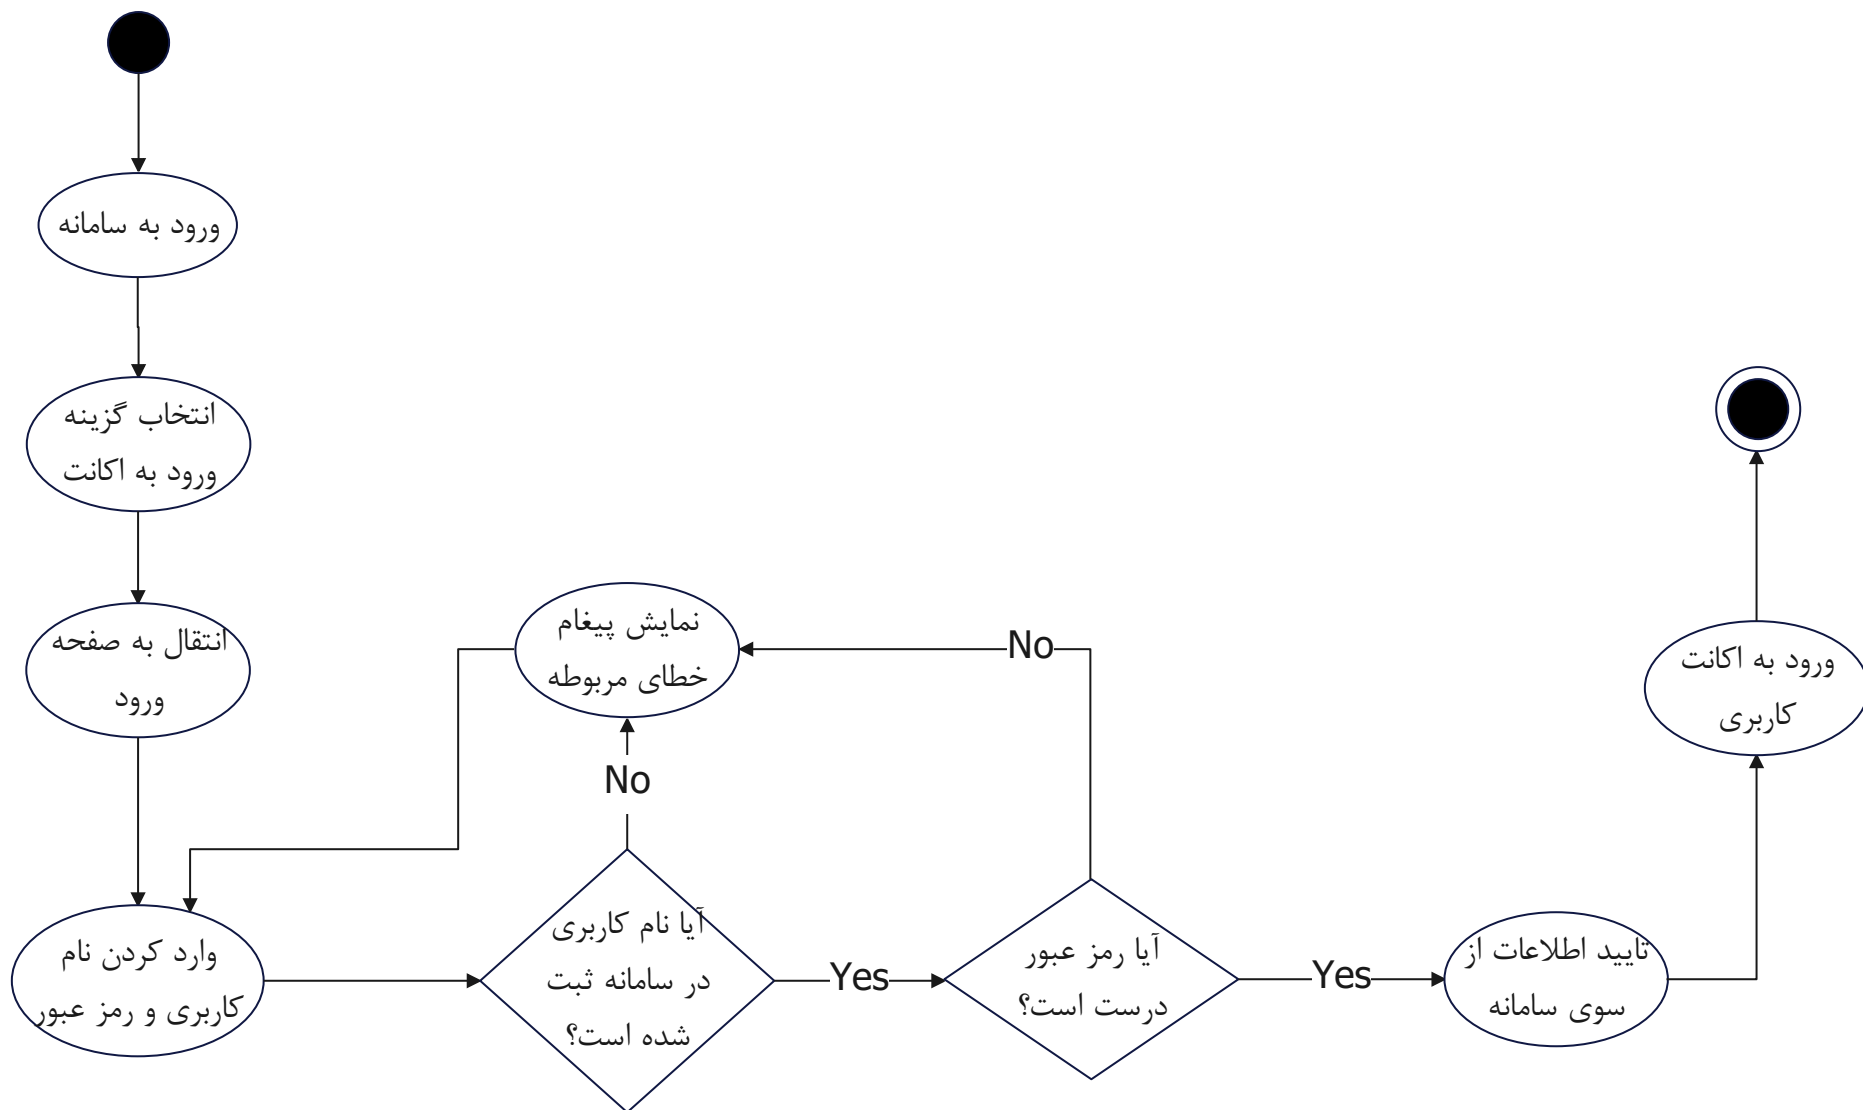 ورود به سامانه
انتخاب گزینه
ورود به اکانت
انتقال به صفحه
ورود
وارد کردن نام
کاربری و رمز عبور
نمایش پیغام
خطای مربوطه
No
No
آیا نام کاربری
در سامانه ثبت
شده است؟
Yes
آیا رمز عبور
درست است؟
Yes
تایید اطلاعات از
سوی سامانه
ورود به اکانت
کاربری